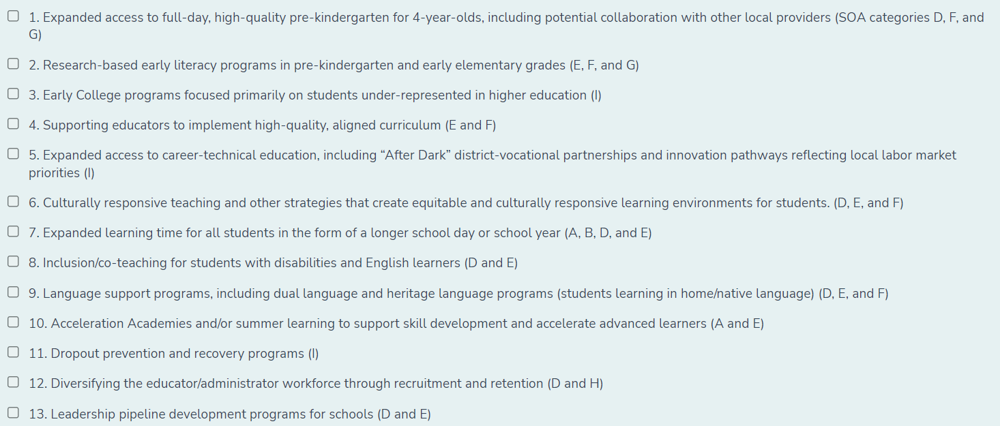 1. Expanded access to full-day, high-quality pre-kindergarten for 4-year-olds, including potential collaboration with other local providers (SOA categories D, F, and
G)
2. Research-based early literacy programs in pre-kindergarten and early elementary grades (E, F, and G)
3. Early College programs focused primarily on students under-represented in higher education (I)
4. Supporting educators to implement high-quality, aligned curriculum (E and F)
5. Expanded access to career-technical education, including “After Dark” district-vocational partnerships and innovation pathways reflecting local labor market
priorities (I)
6. Culturally responsive teaching and other strategies that create equitable and culturally responsive learning environments for students. (D, E, and F)
7. Expanded learning time for all students in the form of a longer school day or school year (A, B, D, and E)
8. Inclusion/co-teaching for students with disabilities and English learners (D and E)
9. Language support programs, including dual language and heritage language programs (students learning in home/native language) (D, E, and F)
10. Acceleration Academies and/or summer learning to support skill development and accelerate advanced learners (A and E)
11. Dropout prevention and recovery programs (I)
12. Diversifying the educator/administrator workforce through recruitment and retention (D and H)
13. Leadership pipeline development programs for schools (D and E)